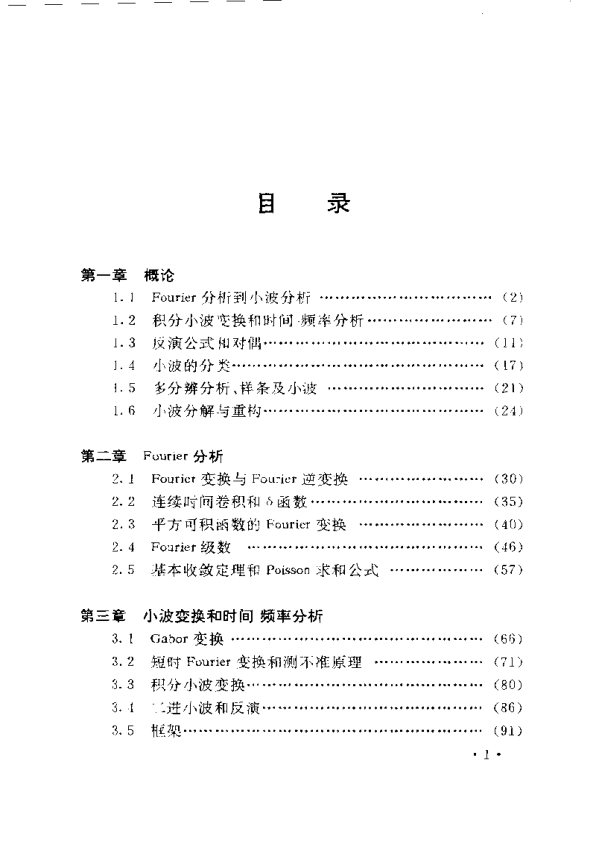 目 录
第一章 概论
1.1 Fourier 分析到小波分析 ………………………… (2)
1.2 积分小波变换和时间-频率分析 ………………… (7)
1.3 反演公式和对偶 ……………………………… (11)
1.4 小波的分类 …………………………………… (17)
1.5 多分辨分析、样条及小波 ……………………… (21)
1.6 小波分解与重构 ……………………………… (24)
第二章 Fourier 分析
2.1 Fourier 变换与 Fourier 逆变换 ……………… (30)
2.2 连续时间卷积和 δ 函数 ……………………… (35)
2.3 平方可积函数的 Fourier 变换 ……………… (40)
2.4 Fourier 级数 ………………………………… (46)
2.5 基本收敛定理和 Poisson 求和公式 ………… (57)
第三章 小波变换和时间-频率分析
3.1 Gabor 变换 …………………………………… (66)
3.2 短时 Fourier 变换和测不准原理 …………… (71)
3.3 积分小波变换 ………………………………… (80)
3.4 二进小波和反演 ……………………………… (86)
3.5 框架 …………………………………………… (91)
· 1 ·